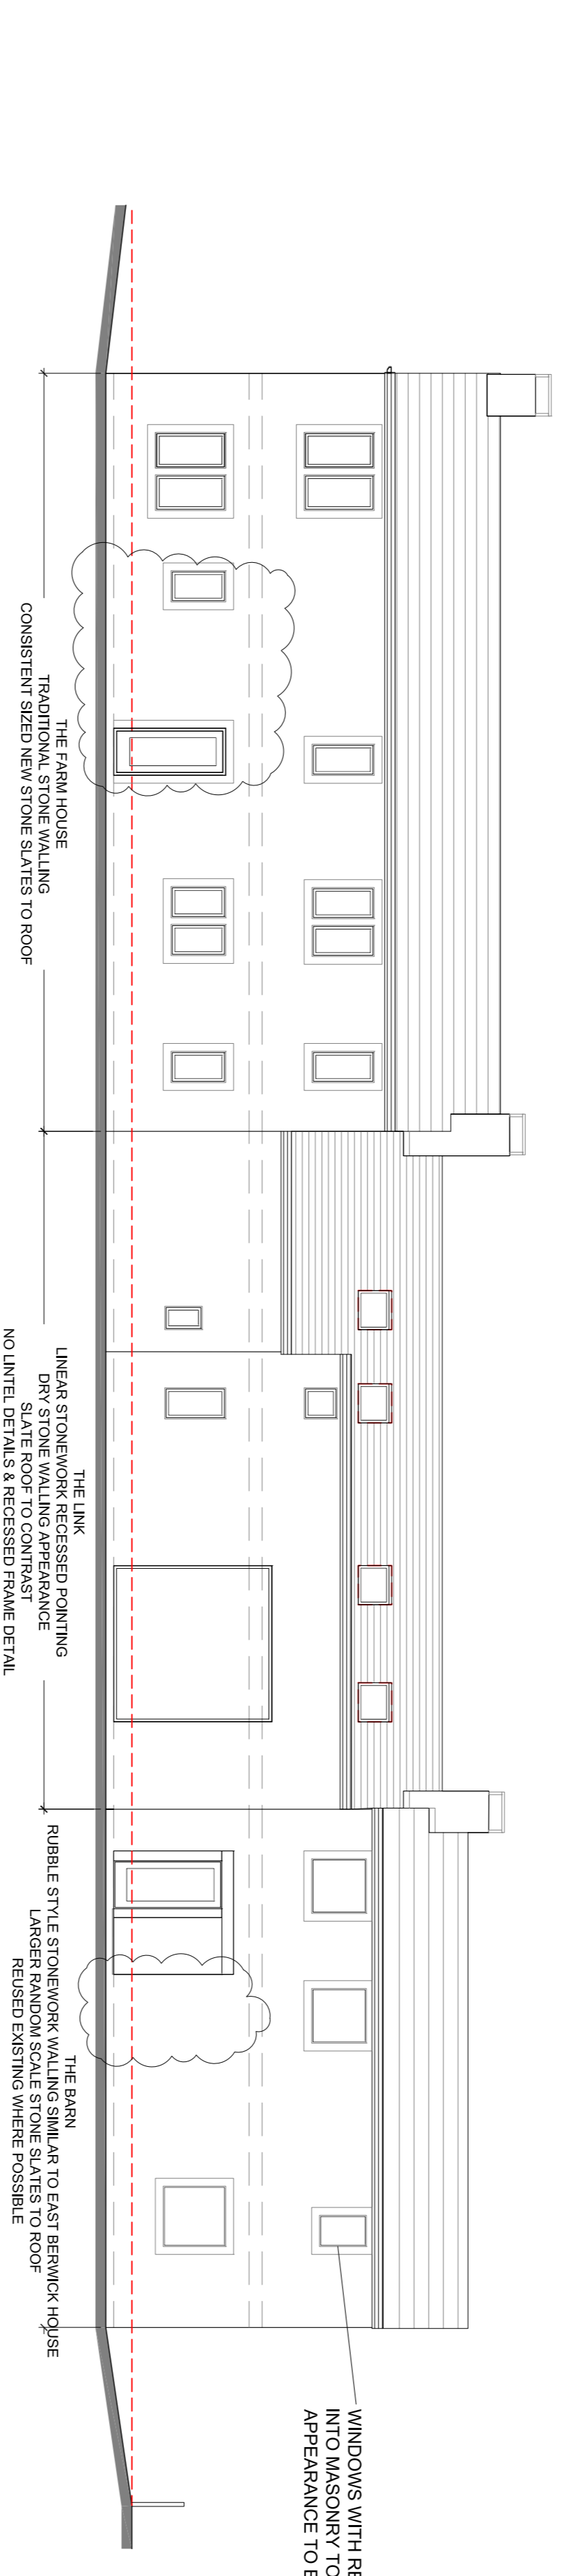 WINDOWS WITH
INTO MASONRY TO
APPEARANCE TO
THE FARM HOUSE
TRADITIONAL STONE WALLING
CONSISTENT SIZED NEW STONE SLATES TO ROOF
THE LINK
LINEAR STONEWORK RECESSED POINTING
DRY STONE WALLING APPEARANCE
SLATE ROOF TO CONTRAST
NO LINTEL DETAILS & RECESSED FRAME DETAIL
THE BARN
RUBBLE STYLE STONEWORK WALLING SIMILAR TO EAST BERWICK HOUSE
LARGER RANDOM SCALE STONE SLATES TO ROOF
REUSED EXISTING WHERE POSSIBLE